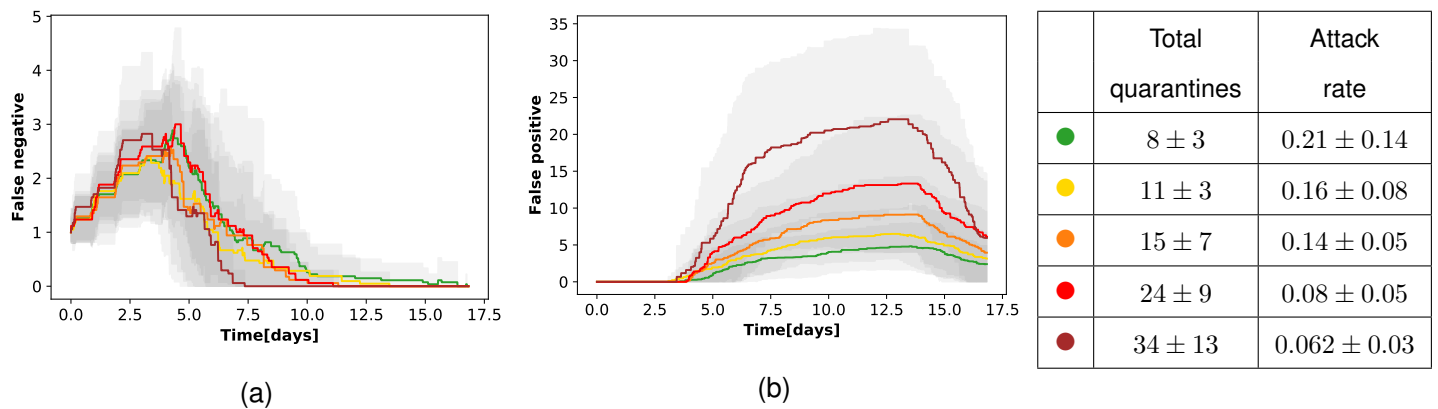 5
4
3
2
1
0
False negative
0.0 2.5 5.0 7.5 10.0 12.5 15.0 17.5
Time[days]
(a)
35
30
25
20
15
10
5
0
False positive
0.0 2.5 5.0 7.5 10.0 12.5 15.0 17.5
Time[days]
(b)
Total Attack
quarantines rate
8 ± 3 0.21 ± 0.14
11 ± 3 0.16 ± 0.08
15 ± 7 0.14 ± 0.05
24 ± 9 0.08 ± 0.05
34 ± 13 0.062 ± 0.03